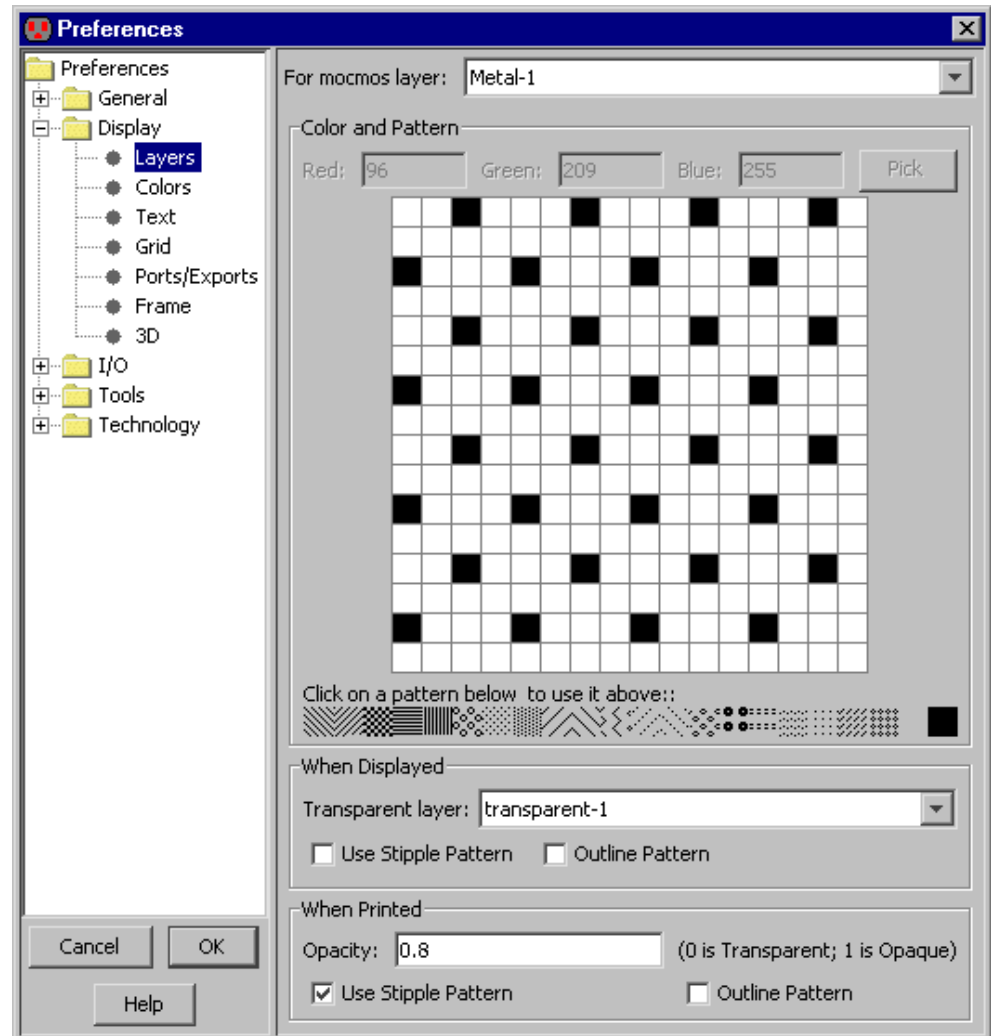 Preferences
Preferences
General
Display
Layers
Colors
Text
Grid
Ports/Exports
Frame
3D
I/O
Tools
Technology
Cancel OK
Help
For mocmos layer: Metal-1
Color and Pattern
Red: 96 Green: 209 Blue: 255 Pick
Click on a pattern below to use it above::
When Displayed
Transparent layer: transparent-1
Use Stipple Pattern Outline Pattern
When Printed
Opacity: 0.8 (0 is Transparent; 1 is Opaque)
Use Stipple Pattern Outline Pattern